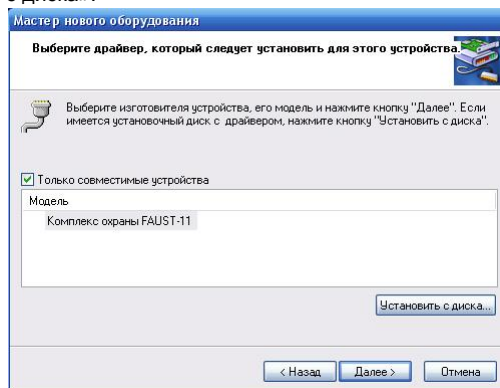 с диска".
Мастер нового оборудования
Выберите драйвер, который следует установить для этого устройства.
Выберите изготовителя устройства, его модель и нажмите кнопку "Далее". Если
имеется установочный диск с драйвером, нажмите кнопку "Установить с диска".
Только совместимые устройства
Модель
Комплекс охраны FAUST-11
Установить с диска...
< Назад
Далее >
Отмена